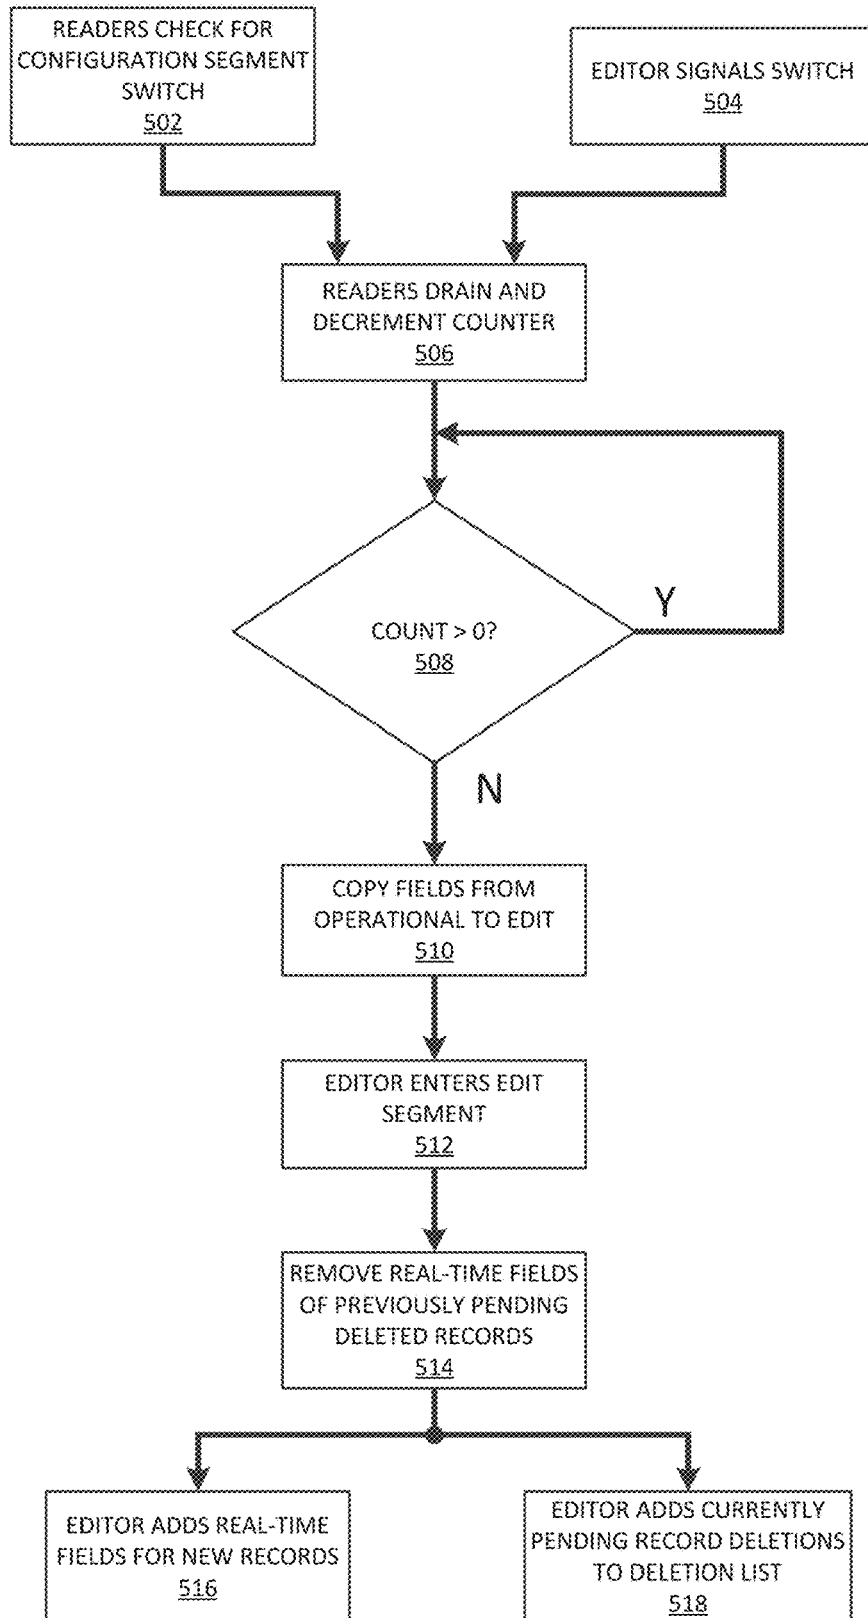 READERS CHECK FOR
CONFIGURATION SEGMENT
SWITCH
502
EDITOR SIGNALS SWITCH
504
READERS DRAIN AND
DECREMENT COUNTER
506
COUNT > 0?
508
Y
N
COPY FIELDS FROM
OPERATIONAL TO EDIT
510
EDITOR ENTERS EDIT
SEGMENT
512
REMOVE REAL-TIME FIELDS
OF PREVIOUSLY PENDING
DELETED RECORDS
514
EDITOR ADDS REAL-TIME
FIELDS FOR NEW RECORDS
516
EDITOR ADDS CURRENTLY
PENDING RECORD DELETIONS
TO DELETION LIST
518